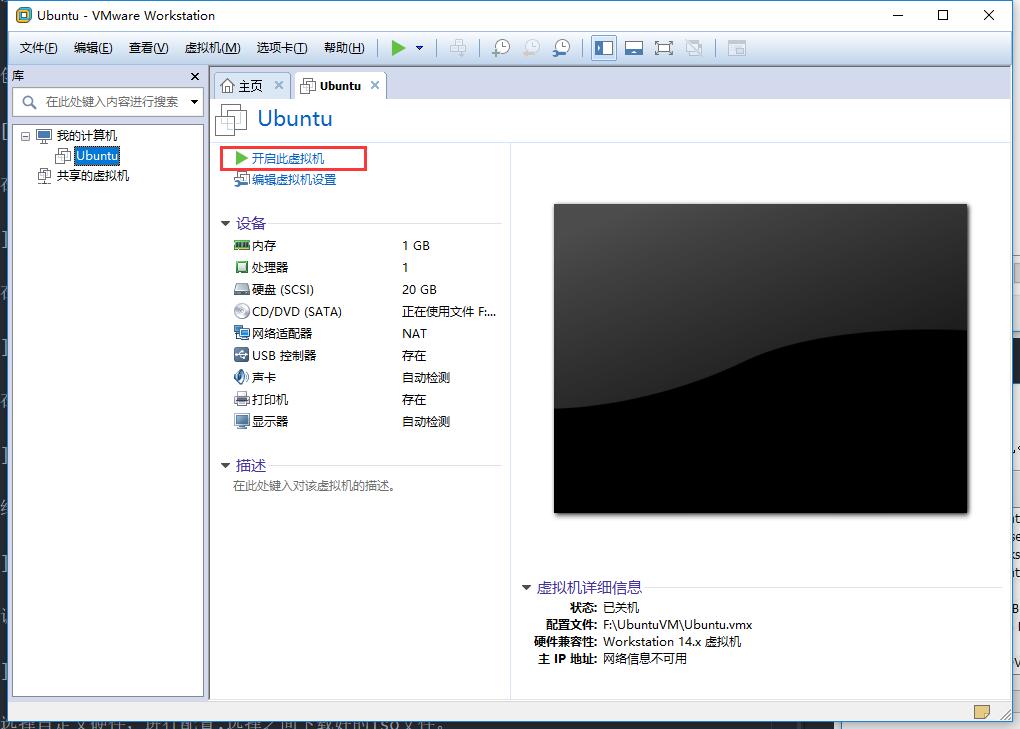 Ubuntu - VMware Workstation
文件(F) 编辑(E) 查看(V) 虚拟机(M) 选项卡(T) 帮助(H)
库
在此处键入内容进行搜索
我的计算机
Ubuntu
共享的虚拟机
主页 Ubuntu
Ubuntu
开启此虚拟机
编辑虚拟机设置
设备
内存 1 GB
处理器 1
硬盘 (SCSI) 20 GB
CD/DVD (SATA) 正在使用文件 F:...
网络适配器 NAT
USB 控制器 存在
声卡 自动检测
打印机 存在
显示器 自动检测
描述
在此处键入对该虚拟机的描述。
虚拟机详细信息
状态: 已关机
配置文件: F:\UbuntuVM\Ubuntu.vmx
硬件兼容性: Workstation 14.x 虚拟机
主 IP 地址: 网络信息不可用